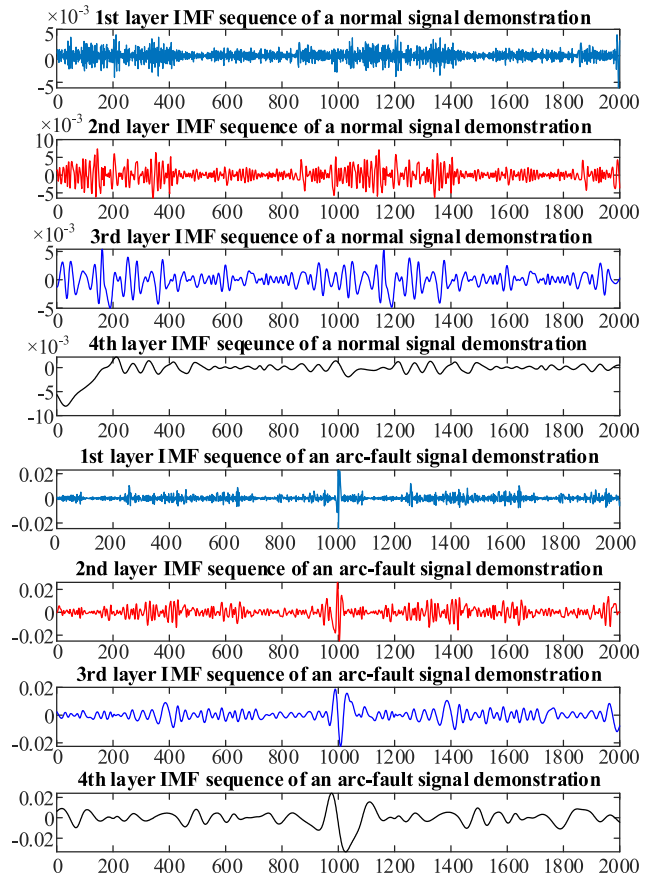 1st layer IMF sequence of a normal signal demonstration
×10⁻³
5
0
-5
0 200 400 600 800 1000 1200 1400 1600 1800 2000
2nd layer IMF sequence of a normal signal demonstration
×10⁻³
10
5
0
-5
0 200 400 600 800 1000 1200 1400 1600 1800 2000
3rd layer IMF sequence of a normal signal demonstration
×10⁻³
5
0
-5
0 200 400 600 800 1000 1200 1400 1600 1800 2000
4th layer IMF seqeunce of a normal signal demonstration
×10⁻³
0
-5
-10
0 200 400 600 800 1000 1200 1400 1600 1800 2000
1st layer IMF sequence of an arc-fault signal demonstration
0.02
0
-0.02
0 200 400 600 800 1000 1200 1400 1600 1800 2000
2nd layer IMF sequence of an arc-fault signal demonstration
0.02
0
-0.02
0 200 400 600 800 1000 1200 1400 1600 1800 2000
3rd layer IMF sequence of an arc-fault signal demonstration
0.02
0
-0.02
0 200 400 600 800 1000 1200 1400 1600 1800 2000
4th layer IMF sequence of an arc-fault signal demonstration
0.02
0
-0.02
0 200 400 600 800 1000 1200 1400 1600 1800 2000